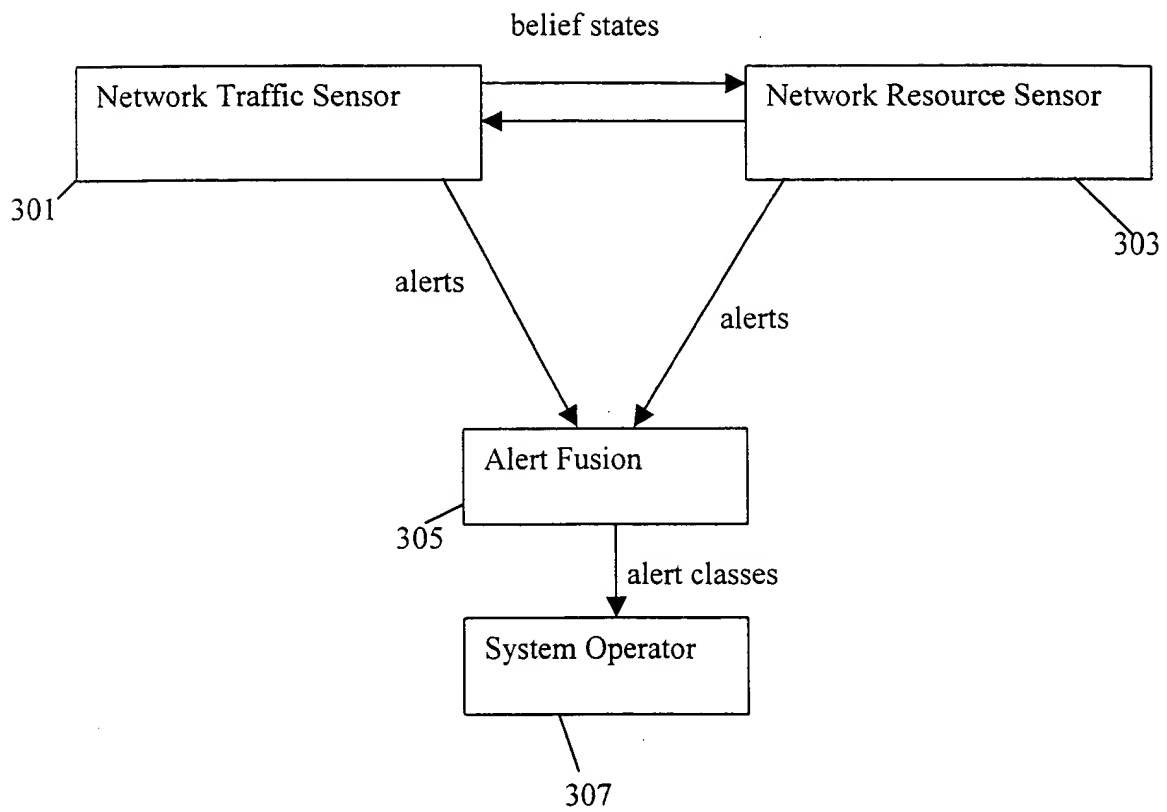 belief states
Network Traffic Sensor
Network Resource Sensor
301
303
alerts
alerts
Alert Fusion
305
alert classes
System Operator
307